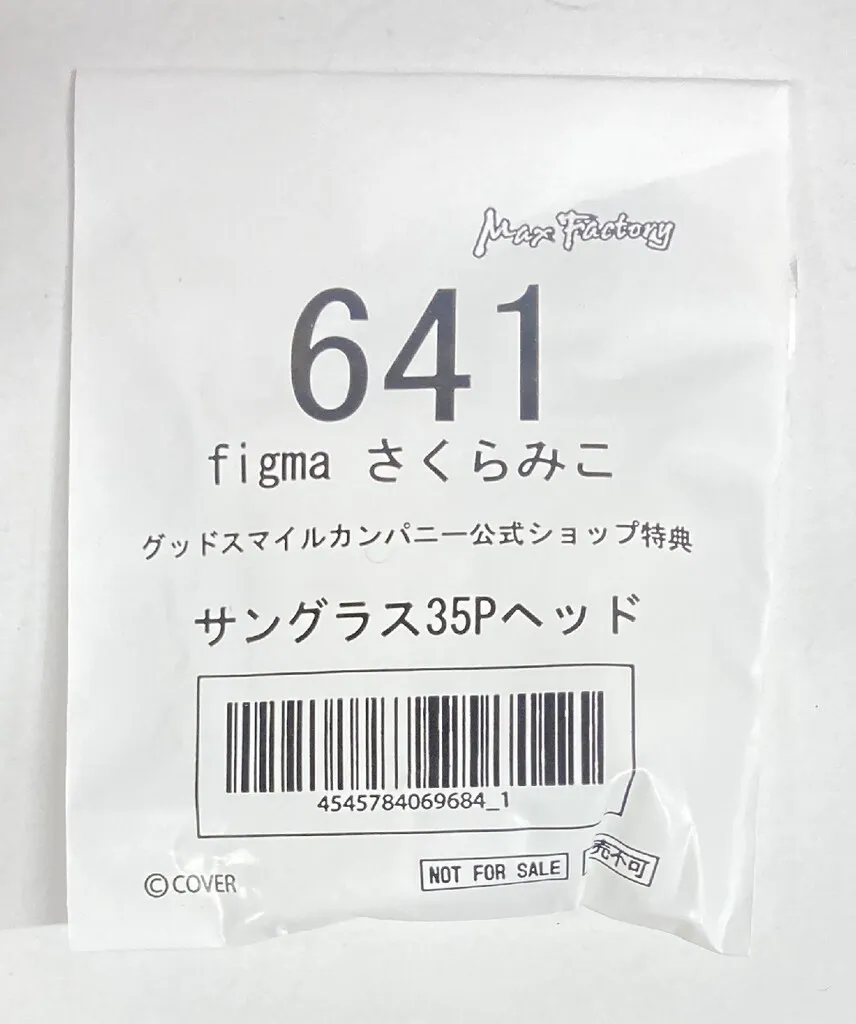 Max Factory
641
figma さくらみこ
グッドスマイルカンパニー公式ショップ特典
サングラス35Pヘッド
4545784069684_1
©COVER
NOT FOR SALE
売不可